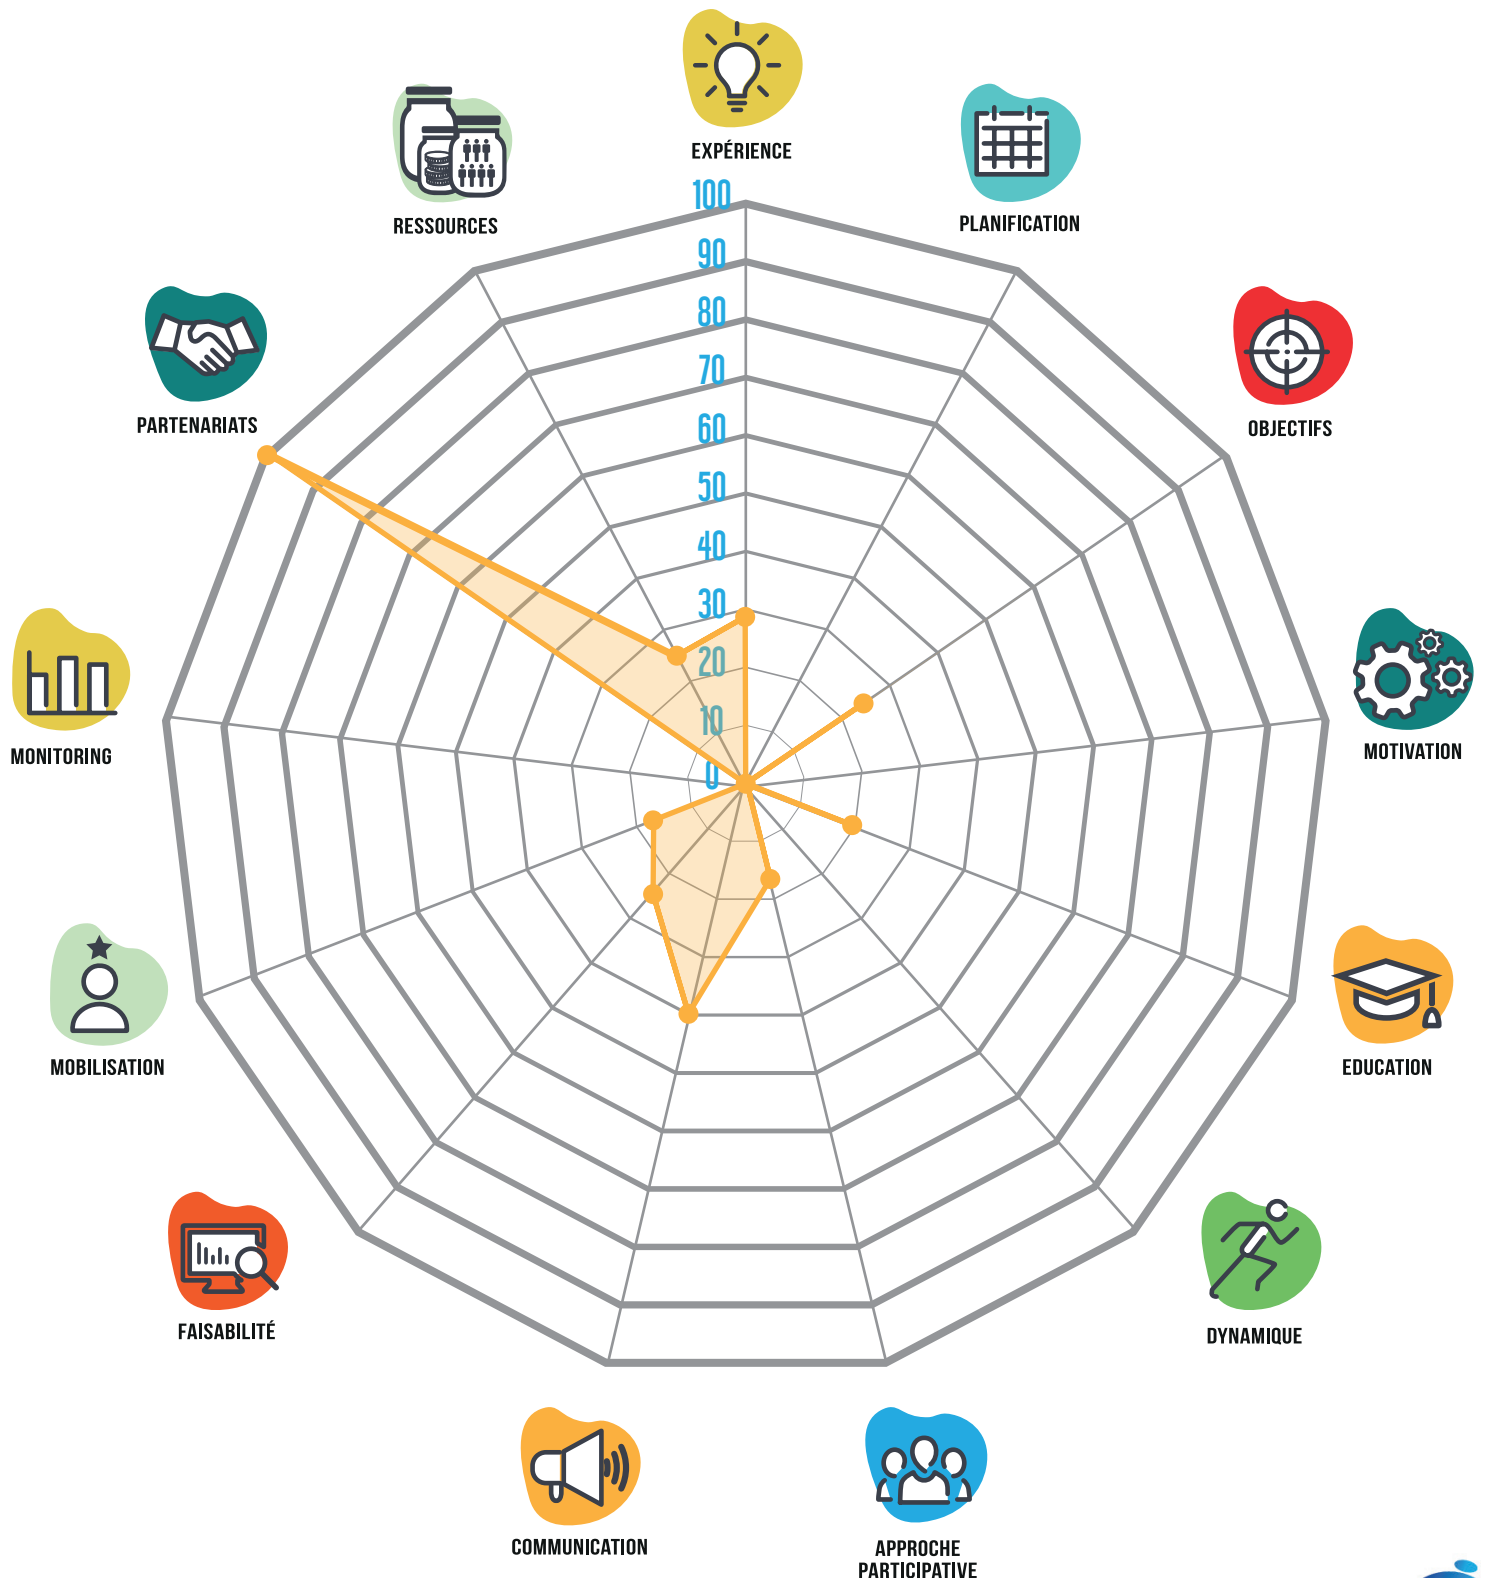 EXPÉRIENCE
PLANIFICATION
RESSOURCES
OBJECTIFS
PARTENARIATS
MOTIVATION
MONITORING
EDUCATION
MOBILISATION
DYNAMIQUE
FAISABILITÉ
COMMUNICATION
APPROCHE
PARTICIPATIVE
100
90
80
70
60
50
40
30
20
10
0